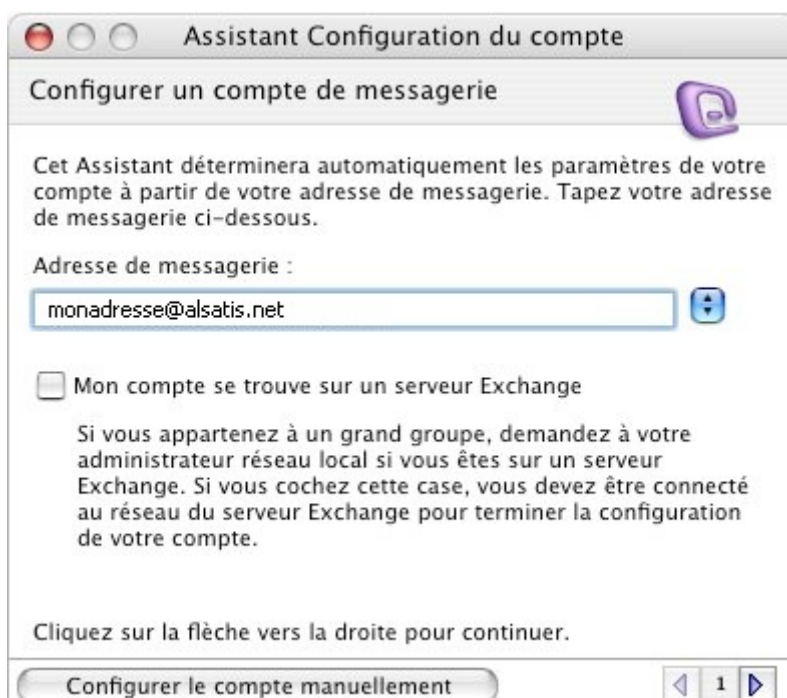 Assistant Configuration du compte
Configurer un compte de messagerie
Cet Assistant déterminera automatiquement les paramètres de votre
compte à partir de votre adresse de messagerie. Tapez votre adresse
de messagerie ci-dessous.
Adresse de messagerie :
monadresse@alsatis.net
Mon compte se trouve sur un serveur Exchange
Si vous appartenez à un grand groupe, demandez à votre
administrateur réseau local si vous êtes sur un serveur
Exchange. Si vous cochez cette case, vous devez être connecté
au réseau du serveur Exchange pour terminer la configuration
de votre compte.
Cliquez sur la flèche vers la droite pour continuer.
Configurer le compte manuellement
1